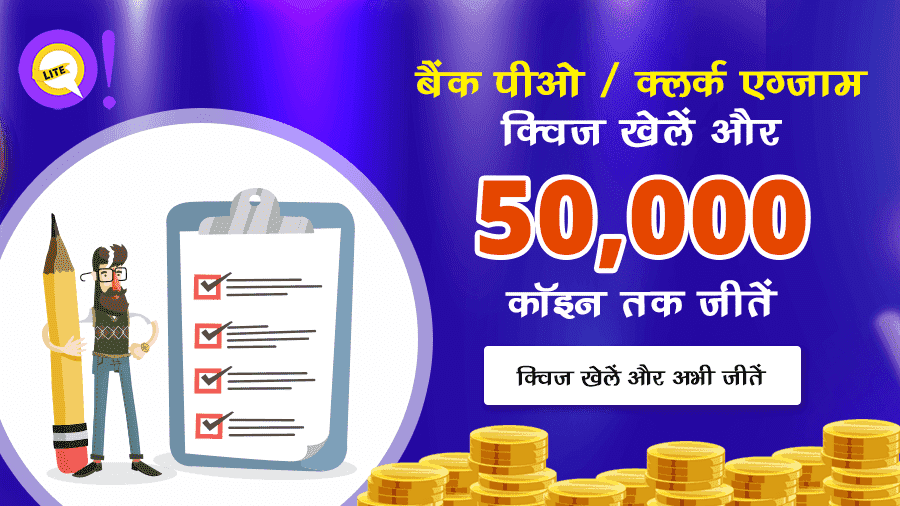 LITE
बैंक पीओ / क्लर्क एग्जाम
क्विज खेलें और
50,000
कॉइन तक जीतें
क्विज खेलें और अभी जीतें